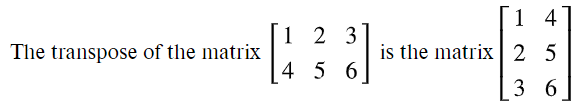 The transpose of the matrix [1 2 3; 4 5 6] is the matrix [1 4; 2 5; 3 6]